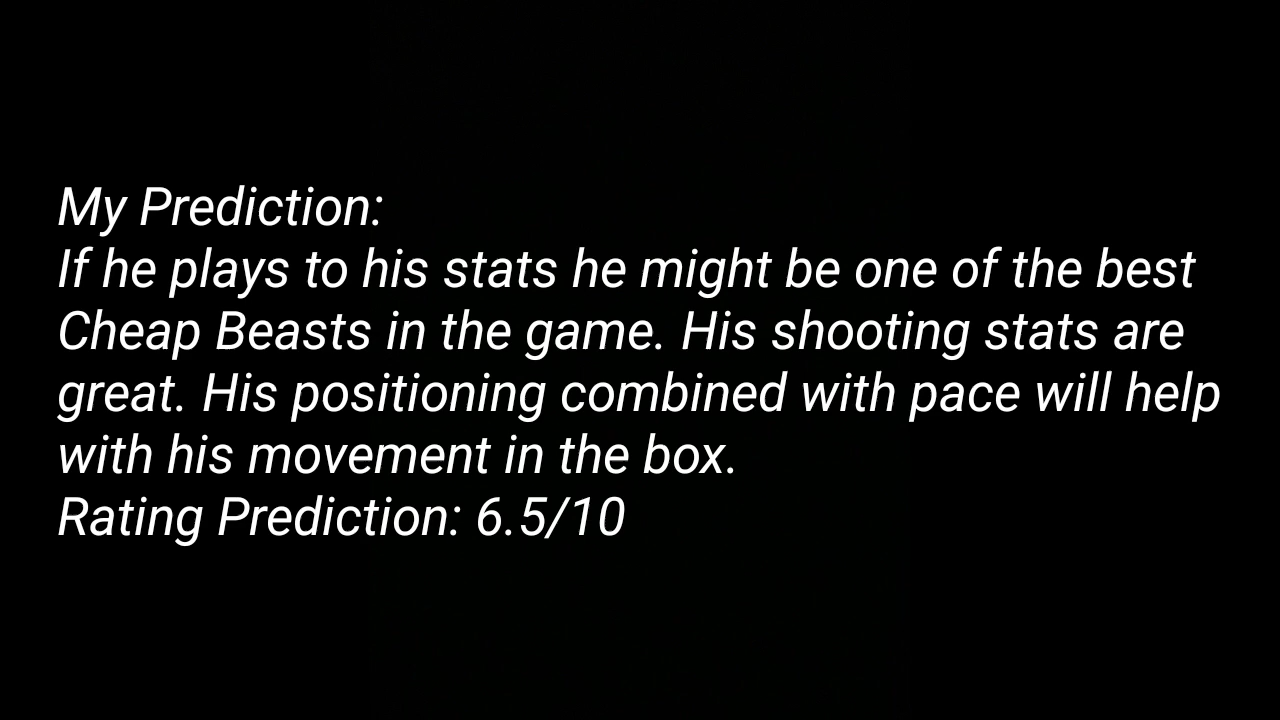 My Prediction:
If he plays to his stats he might be one of the best
Cheap Beasts in the game. His shooting stats are
great. His positioning combined with pace will help
with his movement in the box.
Rating Prediction: 6.5/10